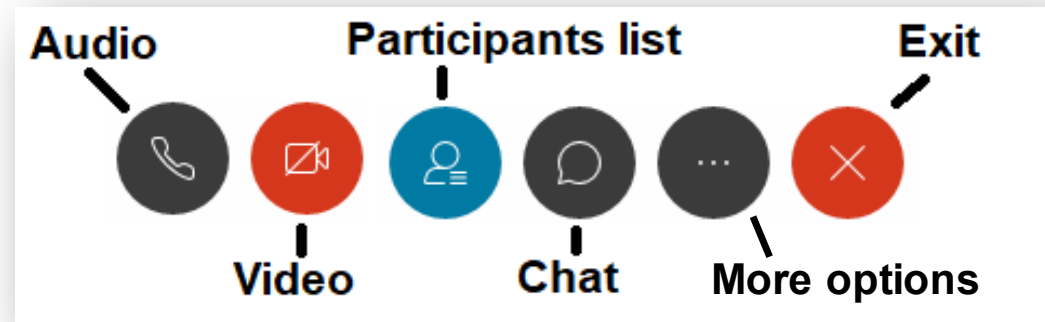 Audio
Participants list
Exit
Video
Chat
More options